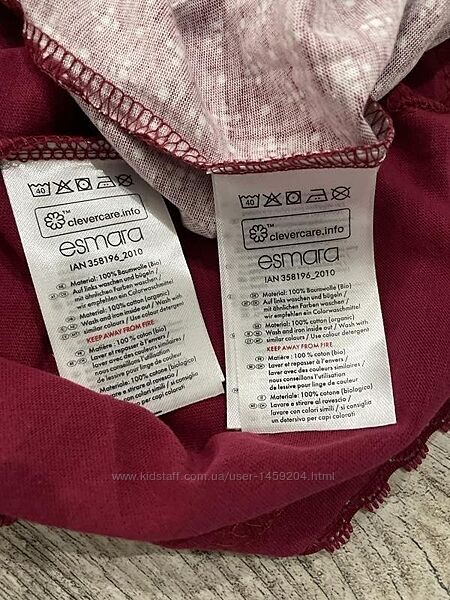 40
clevercare.info
esmara
IAN 358196_2010
Material: 100% Baumwolle (Bio)
Auf links waschen und bügeln /
mit ähnlichen Farben waschen /
wir empfehlen ein Colorwaschmittel
Material: 100% cotton (organic)
Wash and iron inside out / Wash with
similar colours / Use colour detergent
KEEP AWAY FROM FIRE
Matière : 100% coton (bio)
Laver et repasser à l'envers /
laver avec des couleurs similaires /
nous conseillons l'utilisation
de lessive pour linge de couleur
Materiale: 100% cotone (biologico)
Lavare e stirare al rovescio /
lavare con colori simili / si consiglia
un detersivo per capi colorati
40
clevercare.info
esmara
IAN 358196_2010
Material: 100% Baumwolle (Bio)
Auf links waschen und bügeln /
mit ähnlichen Farben waschen /
wir empfehlen ein Colorwaschmittel
Material: 100% cotton (organic)
Wash and iron inside out / Wash with
similar colours / Use colour detergent
KEEP AWAY FROM FIRE
Matière : 100% coton (bio)
Laver et repasser à l'envers /
laver avec des couleurs similaires /
nous conseillons l'utilisation
de lessive pour linge de couleur
Materiale: 100% cotone (biologico)
Lavare e stirare al rovescio /
lavare con colori simili / si consiglia
un detersivo per capi colorati
www.kidstaff.com.ua/user-1459204.html